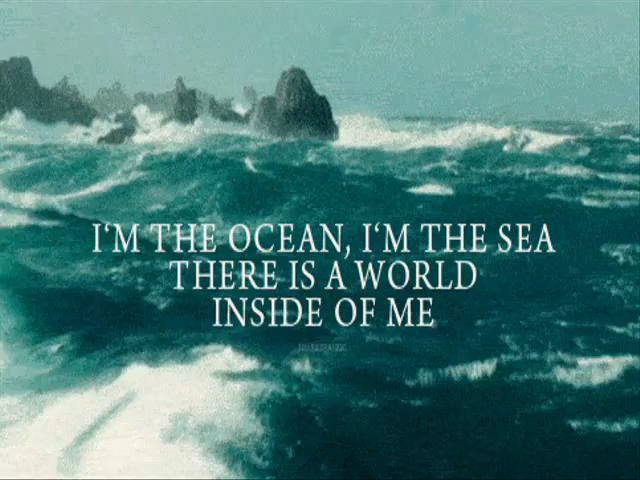 I'M THE OCEAN, I'M THE SEA
THERE IS A WORLD
INSIDE OF ME